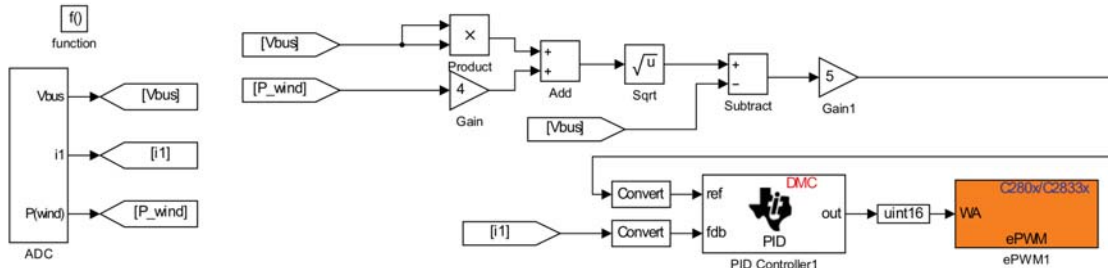 f()
function
Vbus
[Vbus]
i1
[i1]
P(wind)
[P_wind]
ADC
[Vbus]
×
Product
[P_wind]
4
Gain
+
+
Add
√u
Sqrt
[Vbus]
+
−
Subtract
5
Gain1
Convert
ref
DMC
[i1]
Convert
fdb
PID
out
PID Controller1
uint16
C280x/C2833x
WA
ePWM
ePWM1